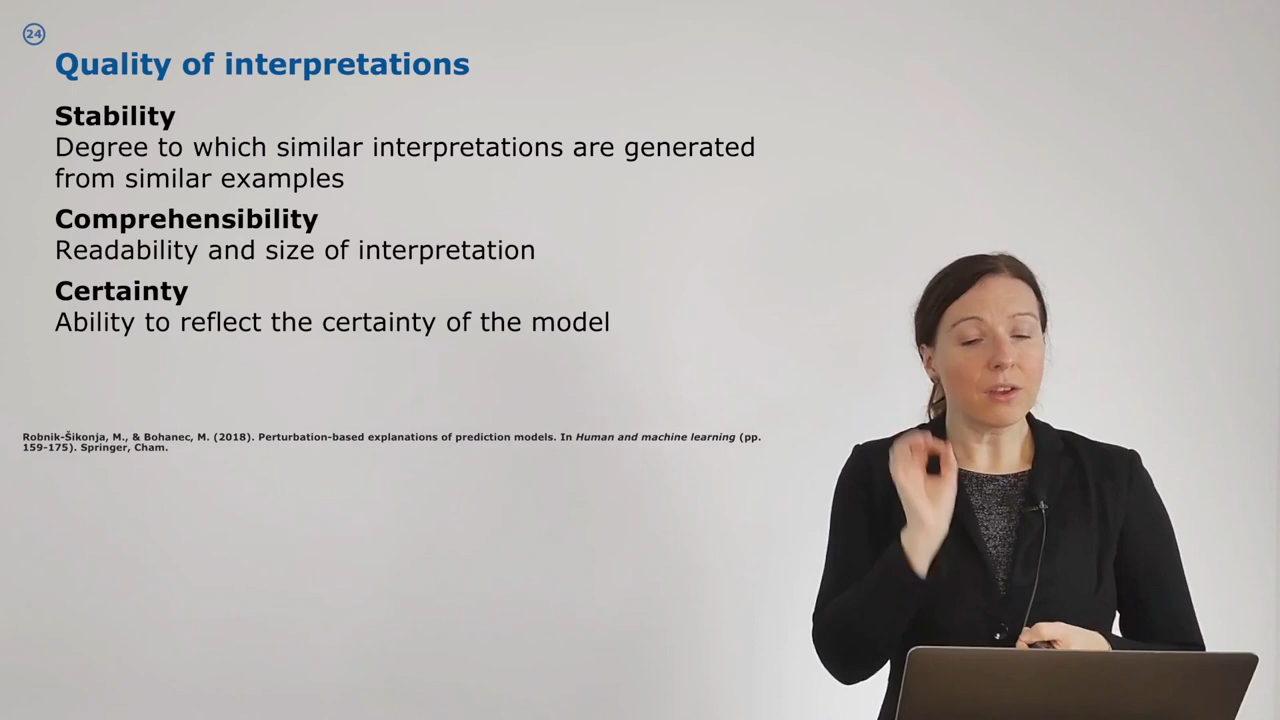 24
Quality of interpretations
Stability
Degree to which similar interpretations are generated
from similar examples
Comprehensibility
Readability and size of interpretation
Certainty
Ability to reflect the certainty of the model
Robnik-Šikonja, M., & Bohanec, M. (2018). Perturbation-based explanations of prediction models. In Human and machine learning (pp.
159-175). Springer, Cham.